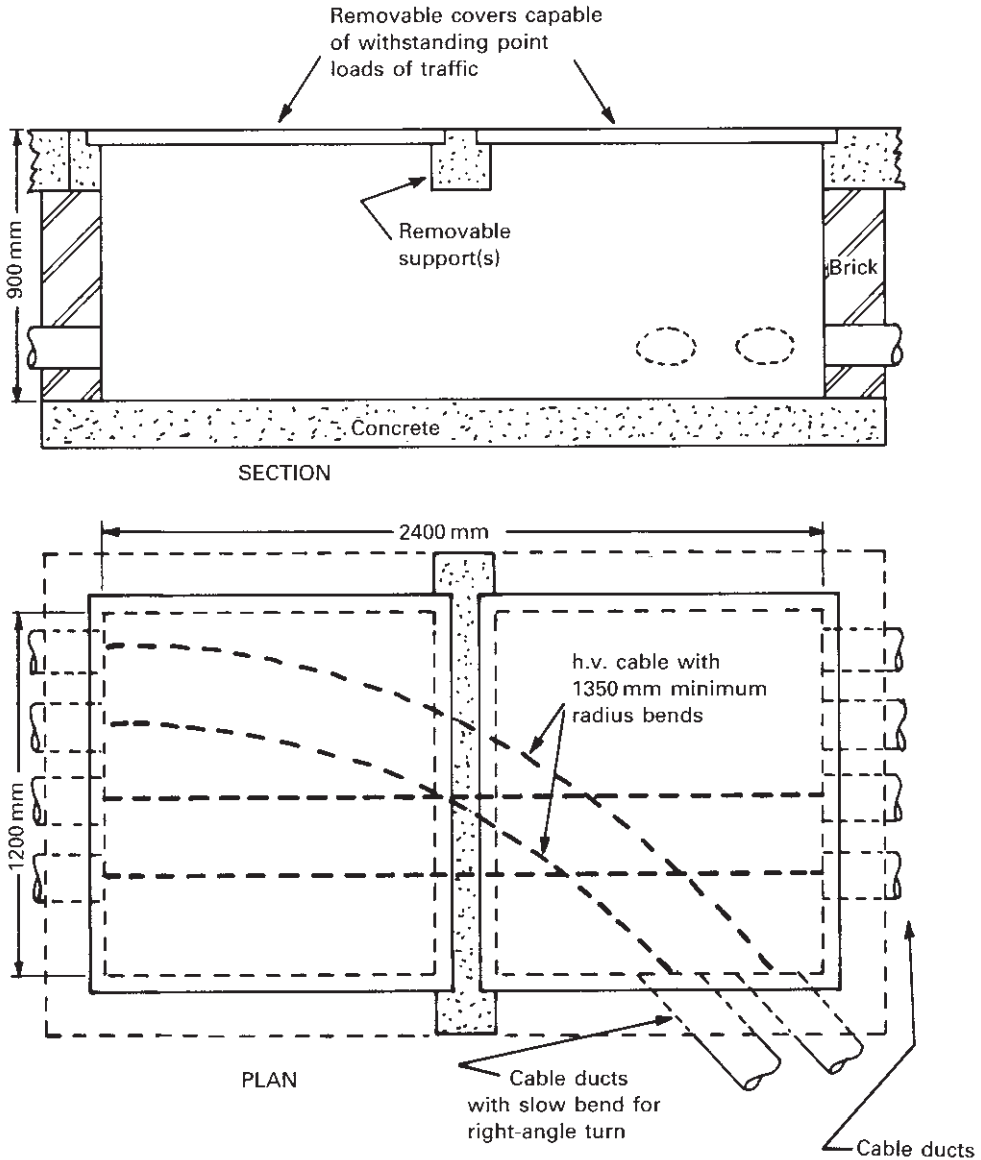 Removable covers capable
of withstanding point
loads of traffic
900 mm
Removable
support(s)
Brick
Concrete
SECTION
2400 mm
h.v. cable with
1350 mm minimum
radius bends
1200 mm
PLAN
Cable ducts
with slow bend for
right-angle turn
Cable ducts